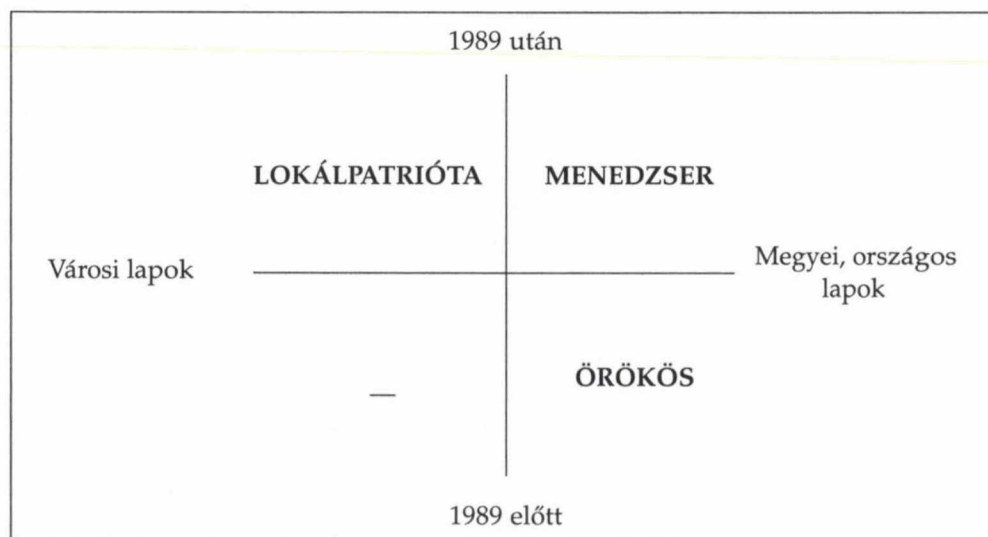 1989 után
LOKÁLPATRIÓTA
MENEDZSER
Városi lapok
Megyei, országos
lapok
ÖRÖKÖS
—
1989 előtt